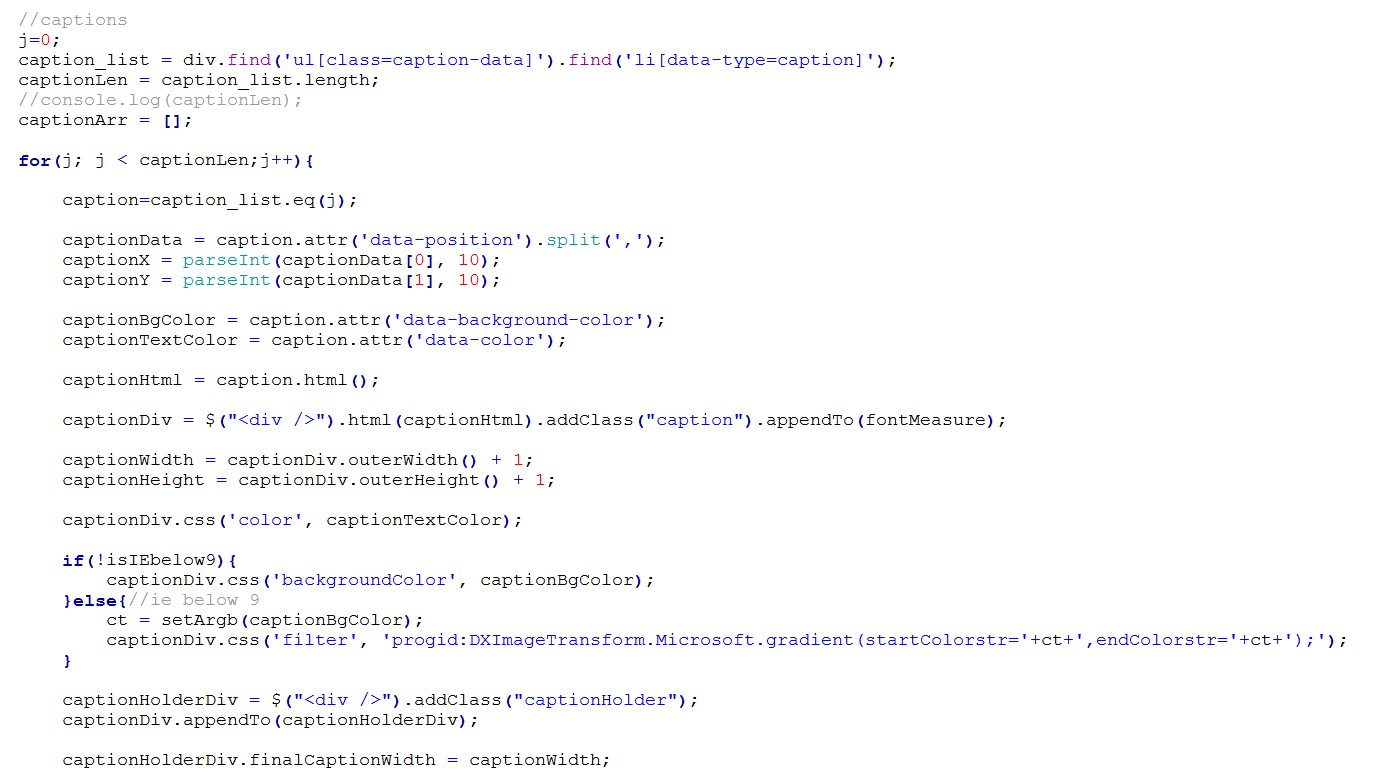 //captions
j=0;
caption_list = div.find('ul[class=caption-data]').find('li[data-type=caption]');
captionLen = caption_list.length;
//console.log(captionLen);
captionArr = [];
for(j; j < captionLen;j++){
caption=caption_list.eq(j);
captionData = caption.attr('data-position').split(',');
captionX = parseInt(captionData[0], 10);
captionY = parseInt(captionData[1], 10);
captionBgColor = caption.attr('data-background-color');
captionTextColor = caption.attr('data-color');
captionHtml = caption.html();
captionDiv = $("<div />").html(captionHtml).addClass("caption").appendTo(fontMeasure);
captionWidth = captionDiv.outerWidth() + 1;
captionHeight = captionDiv.outerHeight() + 1;
captionDiv.css('color', captionTextColor);
if(!isIEbelow9){
captionDiv.css('backgroundColor', captionBgColor);
}else{//ie below 9
ct = setArgb(captionBgColor);
captionDiv.css('filter', 'progid:DXImageTransform.Microsoft.gradient(startColorstr='+ct+',endColorstr='+ct+');');
}
captionHolderDiv = $("<div />").addClass("captionHolder");
captionDiv.appendTo(captionHolderDiv);
captionHolderDiv.finalCaptionWidth = captionWidth;